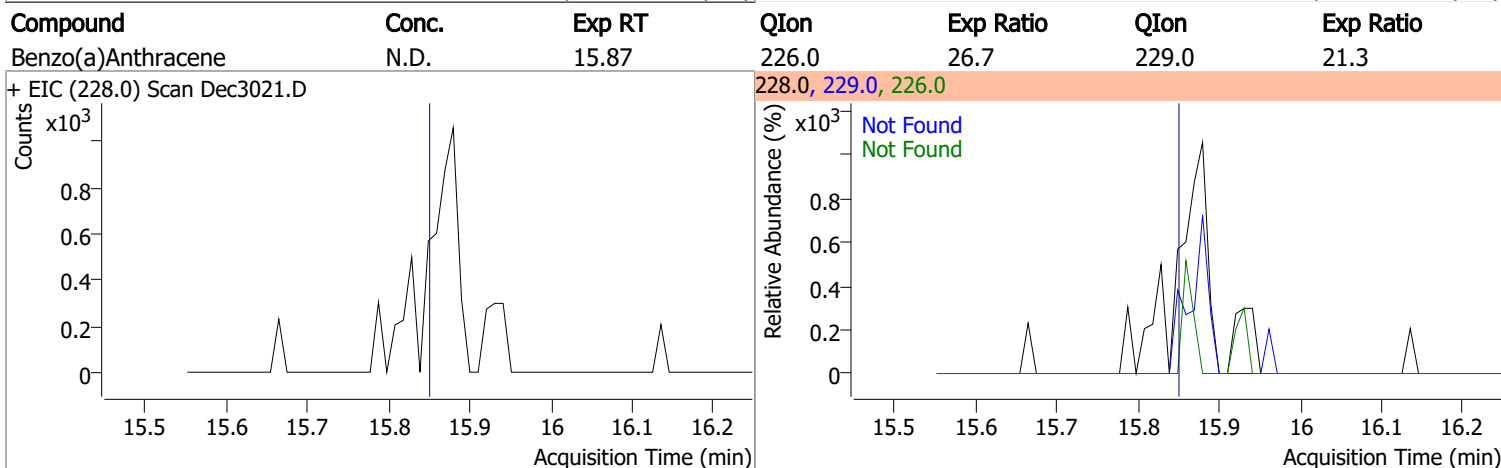 Compound Conc. Exp RT QIon Exp Ratio QIon Exp Ratio
Benzo(a)Anthracene N.D. 15.87 226.0 26.7 229.0 21.3
+ EIC (228.0) Scan Dec3021.D
Counts
x10³
0.8
0.6
0.4
0.2
0
15.5 15.6 15.7 15.8 15.9 16 16.1 16.2
Acquisition Time (min)
228.0, 229.0, 226.0
Relative Abundance (%)
x10³
Not Found
Not Found
0.8
0.6
0.4
0.2
0
15.5 15.6 15.7 15.8 15.9 16 16.1 16.2
Acquisition Time (min)